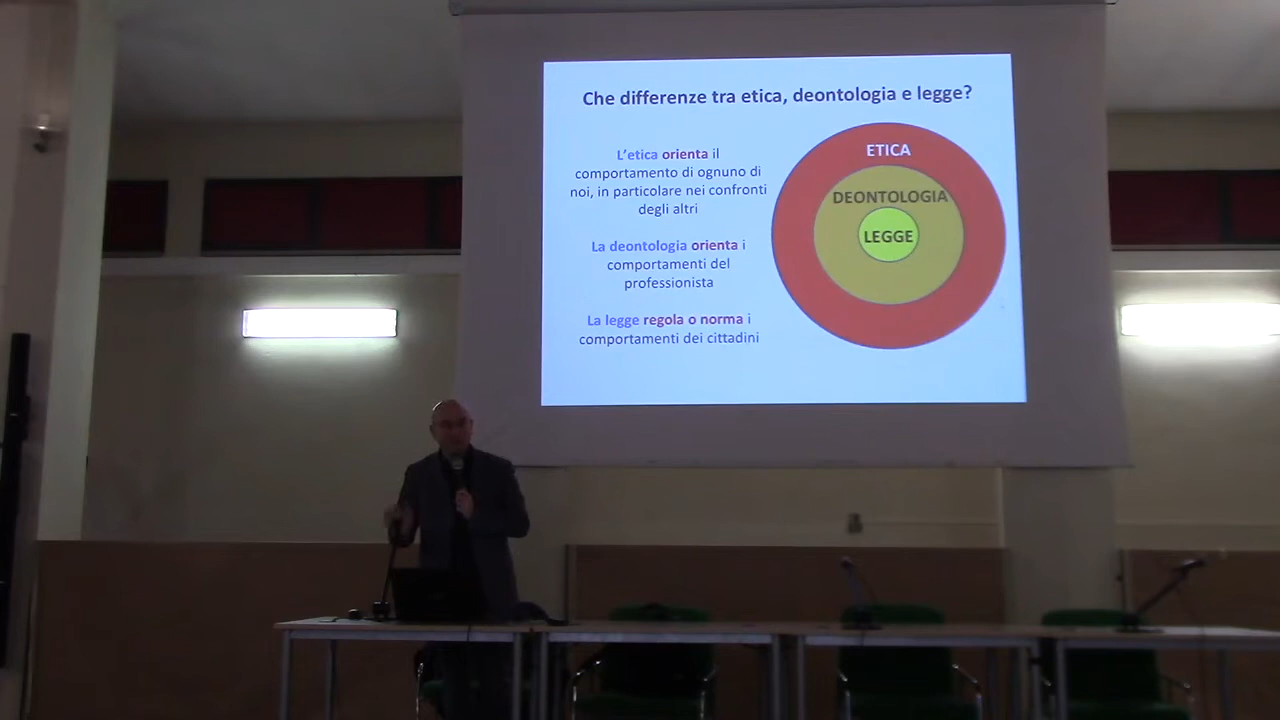 Che differenze tra etica, deontologia e legge?
L’etica orienta il
comportamento di ognuno di
noi, in particolare nei confronti
degli altri
La deontologia orienta i
comportamenti del
professionista
La legge regola o norma i
comportamenti dei cittadini
ETICA
DEONTOLOGIA
LEGGE